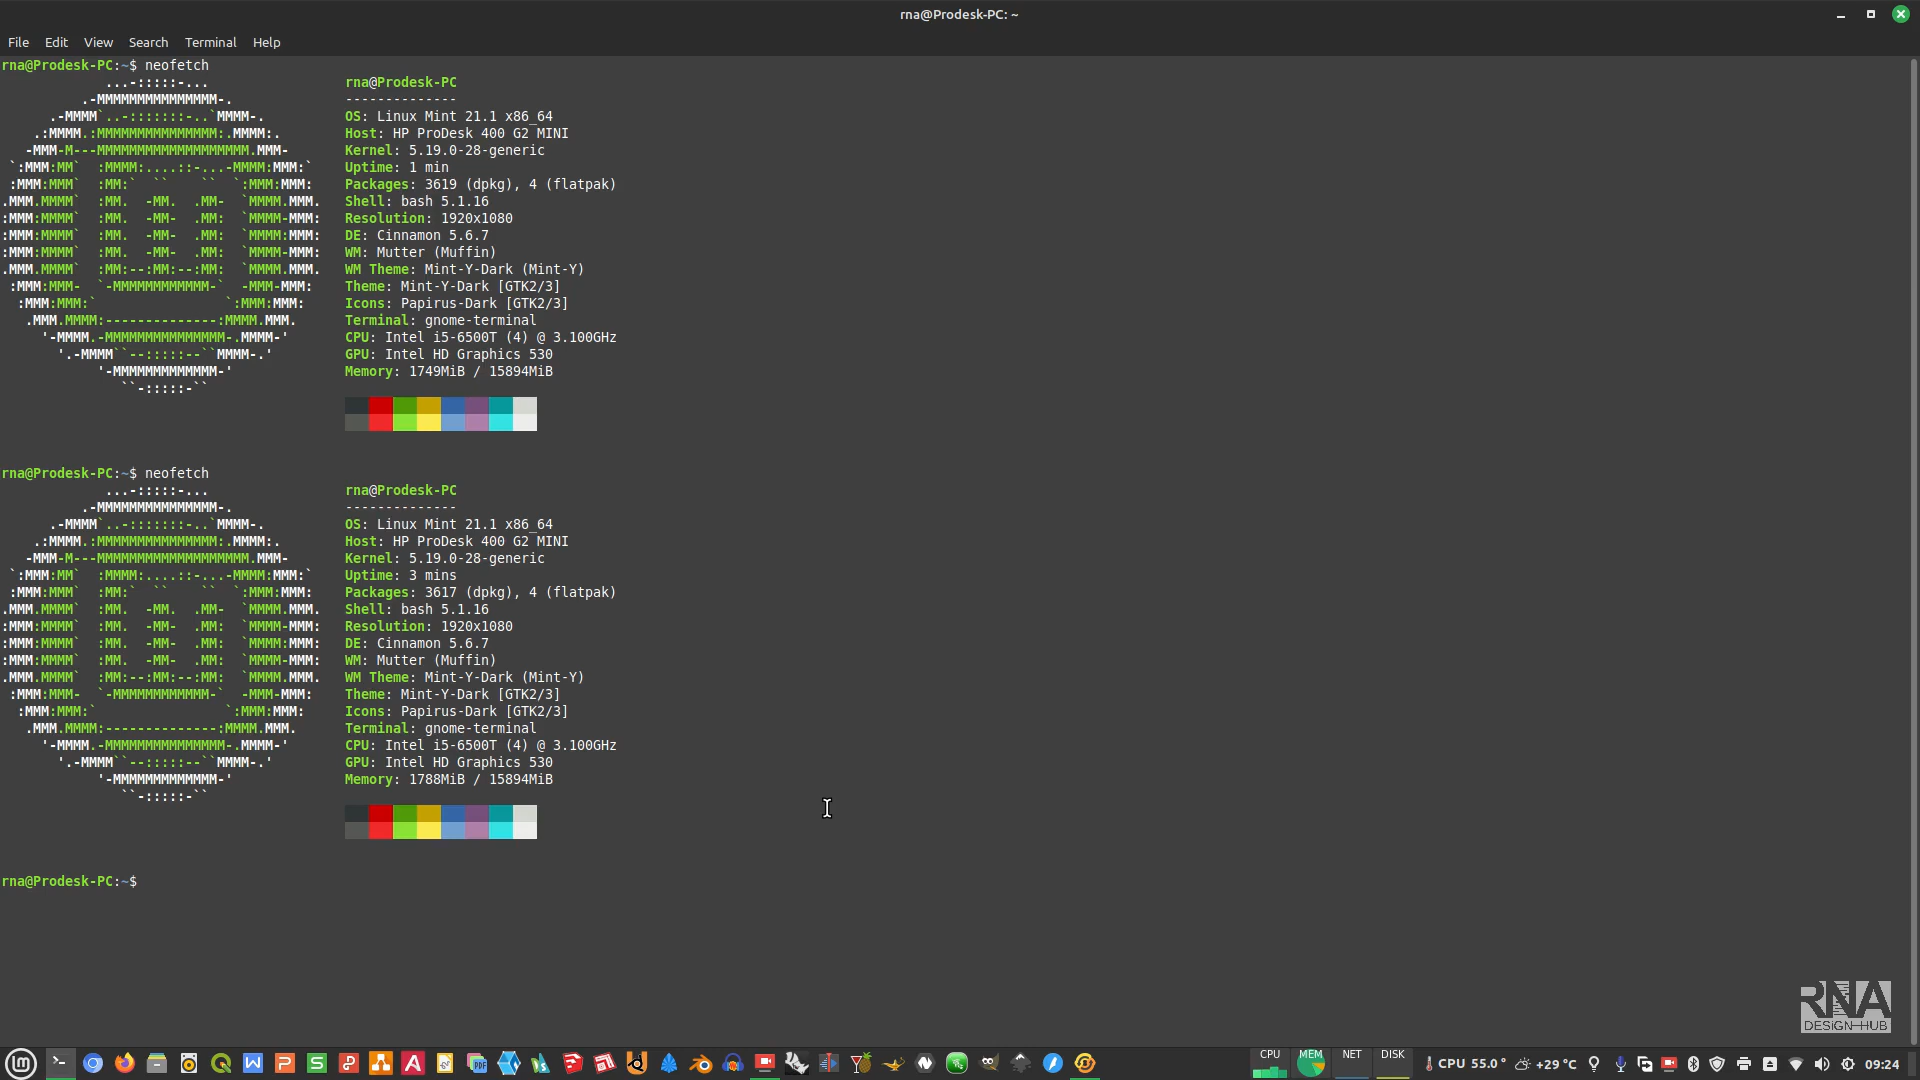 rna@Prodesk-PC: ~
File Edit View Search Terminal Help
rna@Prodesk-PC:~$ neofetch
rna@Prodesk-PC
--------------
OS: Linux Mint 21.1 x86_64
Host: HP ProDesk 400 G2 MINI
Kernel: 5.19.0-28-generic
Uptime: 1 min
Packages: 3619 (dpkg), 4 (flatpak)
Shell: bash 5.1.16
Resolution: 1920x1080
DE: Cinnamon 5.6.7
WM: Mutter (Muffin)
WM Theme: Mint-Y-Dark (Mint-Y)
Theme: Mint-Y-Dark [GTK2/3]
Icons: Papirus-Dark [GTK2/3]
Terminal: gnome-terminal
CPU: Intel i5-6500T (4) @ 3.100GHz
GPU: Intel HD Graphics 530
Memory: 1749MiB / 15894MiB
rna@Prodesk-PC:~$ neofetch
rna@Prodesk-PC
--------------
OS: Linux Mint 21.1 x86_64
Host: HP ProDesk 400 G2 MINI
Kernel: 5.19.0-28-generic
Uptime: 3 mins
Packages: 3617 (dpkg), 4 (flatpak)
Shell: bash 5.1.16
Resolution: 1920x1080
DE: Cinnamon 5.6.7
WM: Mutter (Muffin)
WM Theme: Mint-Y-Dark (Mint-Y)
Theme: Mint-Y-Dark [GTK2/3]
Icons: Papirus-Dark [GTK2/3]
Terminal: gnome-terminal
CPU: Intel i5-6500T (4) @ 3.100GHz
GPU: Intel HD Graphics 530
Memory: 1788MiB / 15894MiB
rna@Prodesk-PC:~$
RNA
DESiGN-HUB
CPU MEM NET DISK
CPU 55.0° +29 °C 09:24